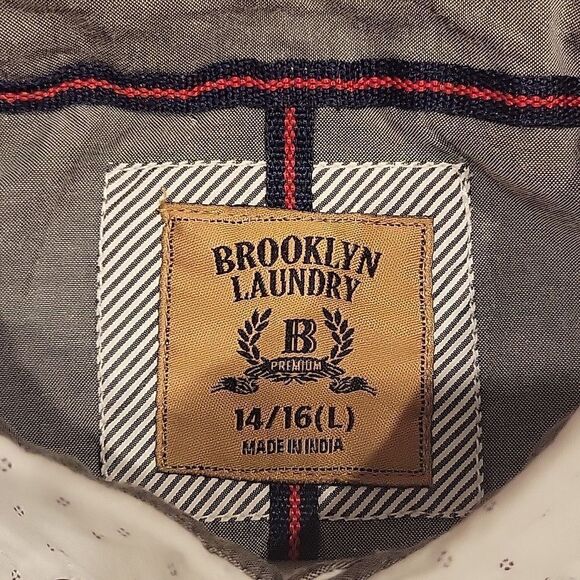 BROOKLYN
LAUNDRY
B
PREMIUM
14/16(L)
MADE IN INDIA